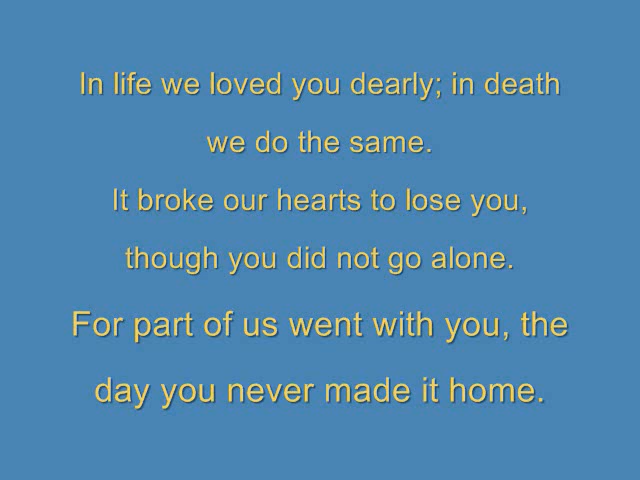 In life we loved you dearly; in death
we do the same.
It broke our hearts to lose you,
though you did not go alone.
For part of us went with you, the
day you never made it home.